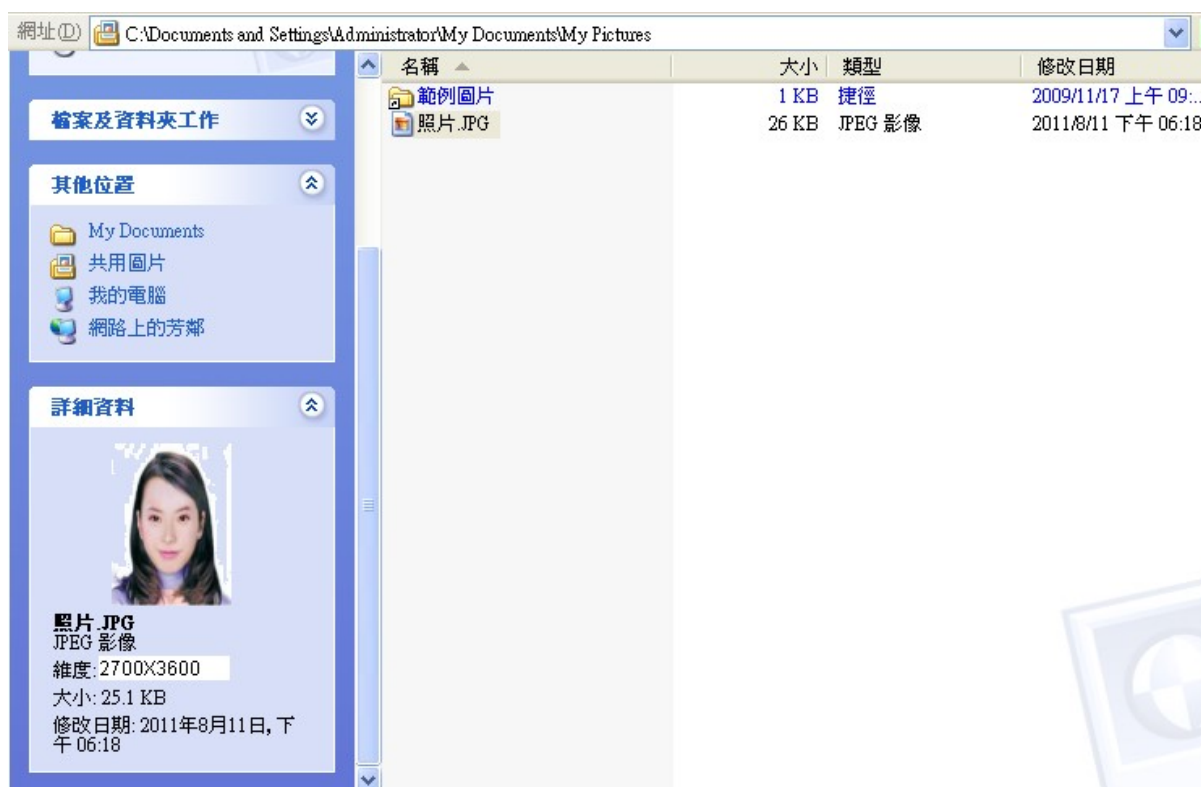 網址(D) C:\Documents and Settings\Administrator\My Documents\My Pictures
名稱 大小 類型 修改日期
範例圖片 1 KB 捷徑 2009/11/17 上午 09:...
照片.JPG 26 KB JPEG 影像 2011/8/11 下午 06:18
檔案及資料夾工作
其他位置
My Documents
共用圖片
我的電腦
網路上的芳鄰
詳細資料
照片.JPG
JPEG 影像
維度: 2700X3600
大小: 25.1 KB
修改日期: 2011年8月11日, 下
午 06:18